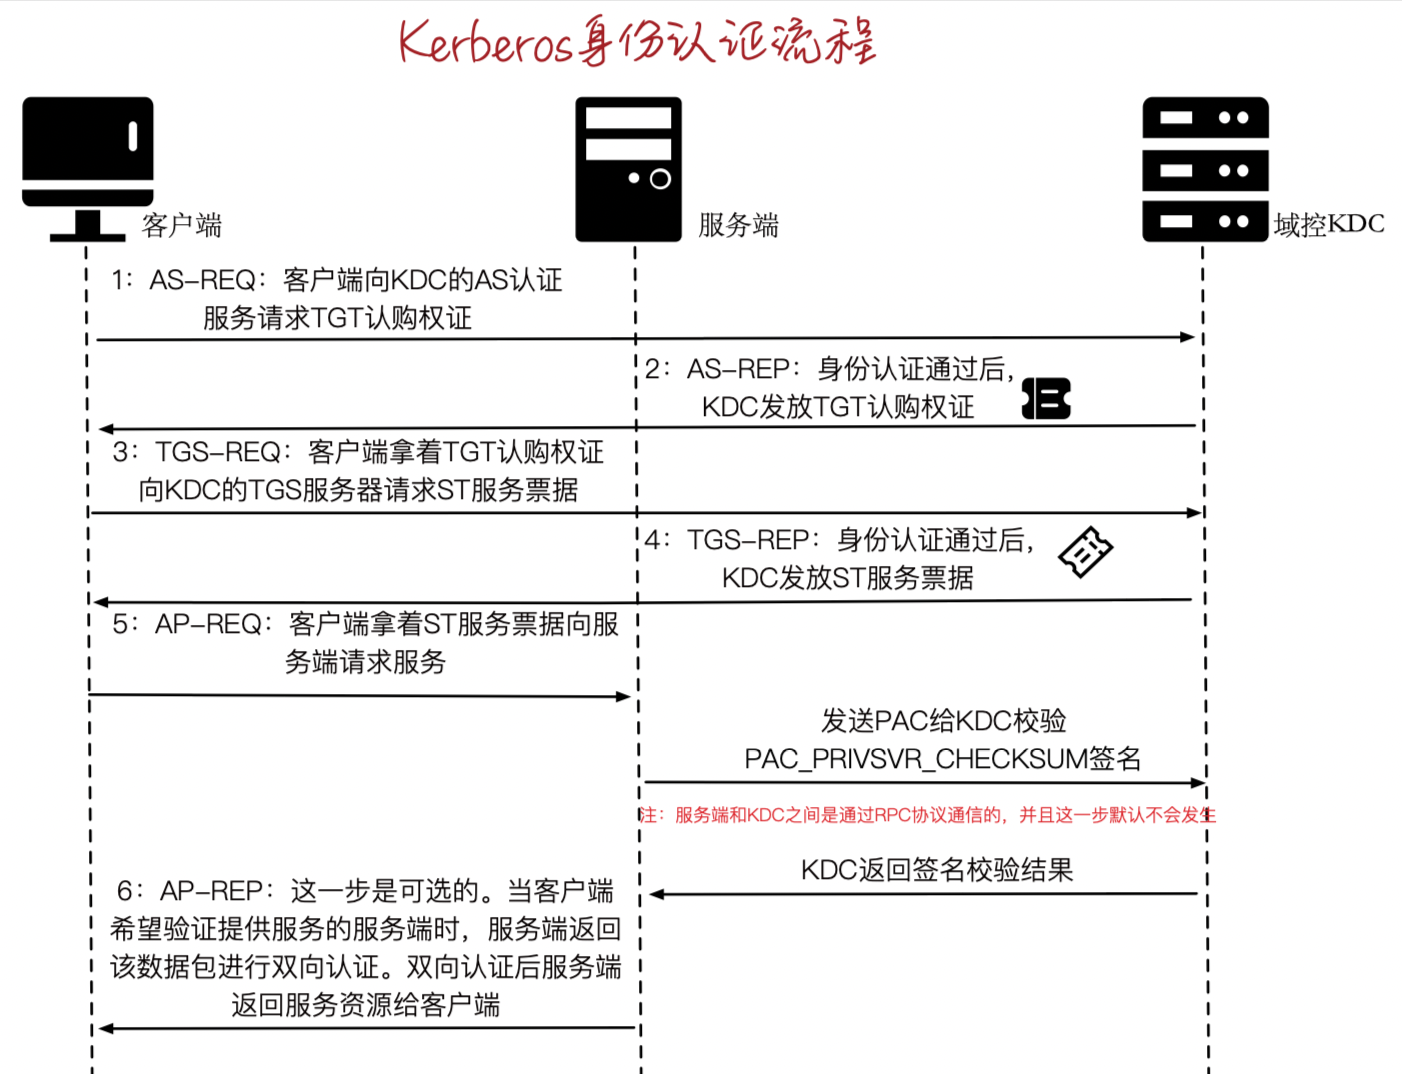 Kerberos身份认证流程
客户端
服务端
域控KDC
1：AS-REQ：客户端向KDC的AS认证
服务请求TGT认购权证
2：AS-REP：身份认证通过后，
KDC发放TGT认购权证
3：TGS-REQ：客户端拿着TGT认购权证
向KDC的TGS服务器请求ST服务票据
4：TGS-REP：身份认证通过后，
KDC发放ST服务票据
5：AP-REQ：客户端拿着ST服务票据向服
务端请求服务
发送PAC给KDC校验
PAC_PRIVSVR_CHECKSUM签名
注：服务端和KDC之间是通过RPC协议通信的，并且这一步默认不会发生
KDC返回签名校验结果
6：AP-REP：这一步是可选的。当客户端
希望验证提供服务的服务端时，服务端返回
该数据包进行双向认证。双向认证后服务端
返回服务资源给客户端